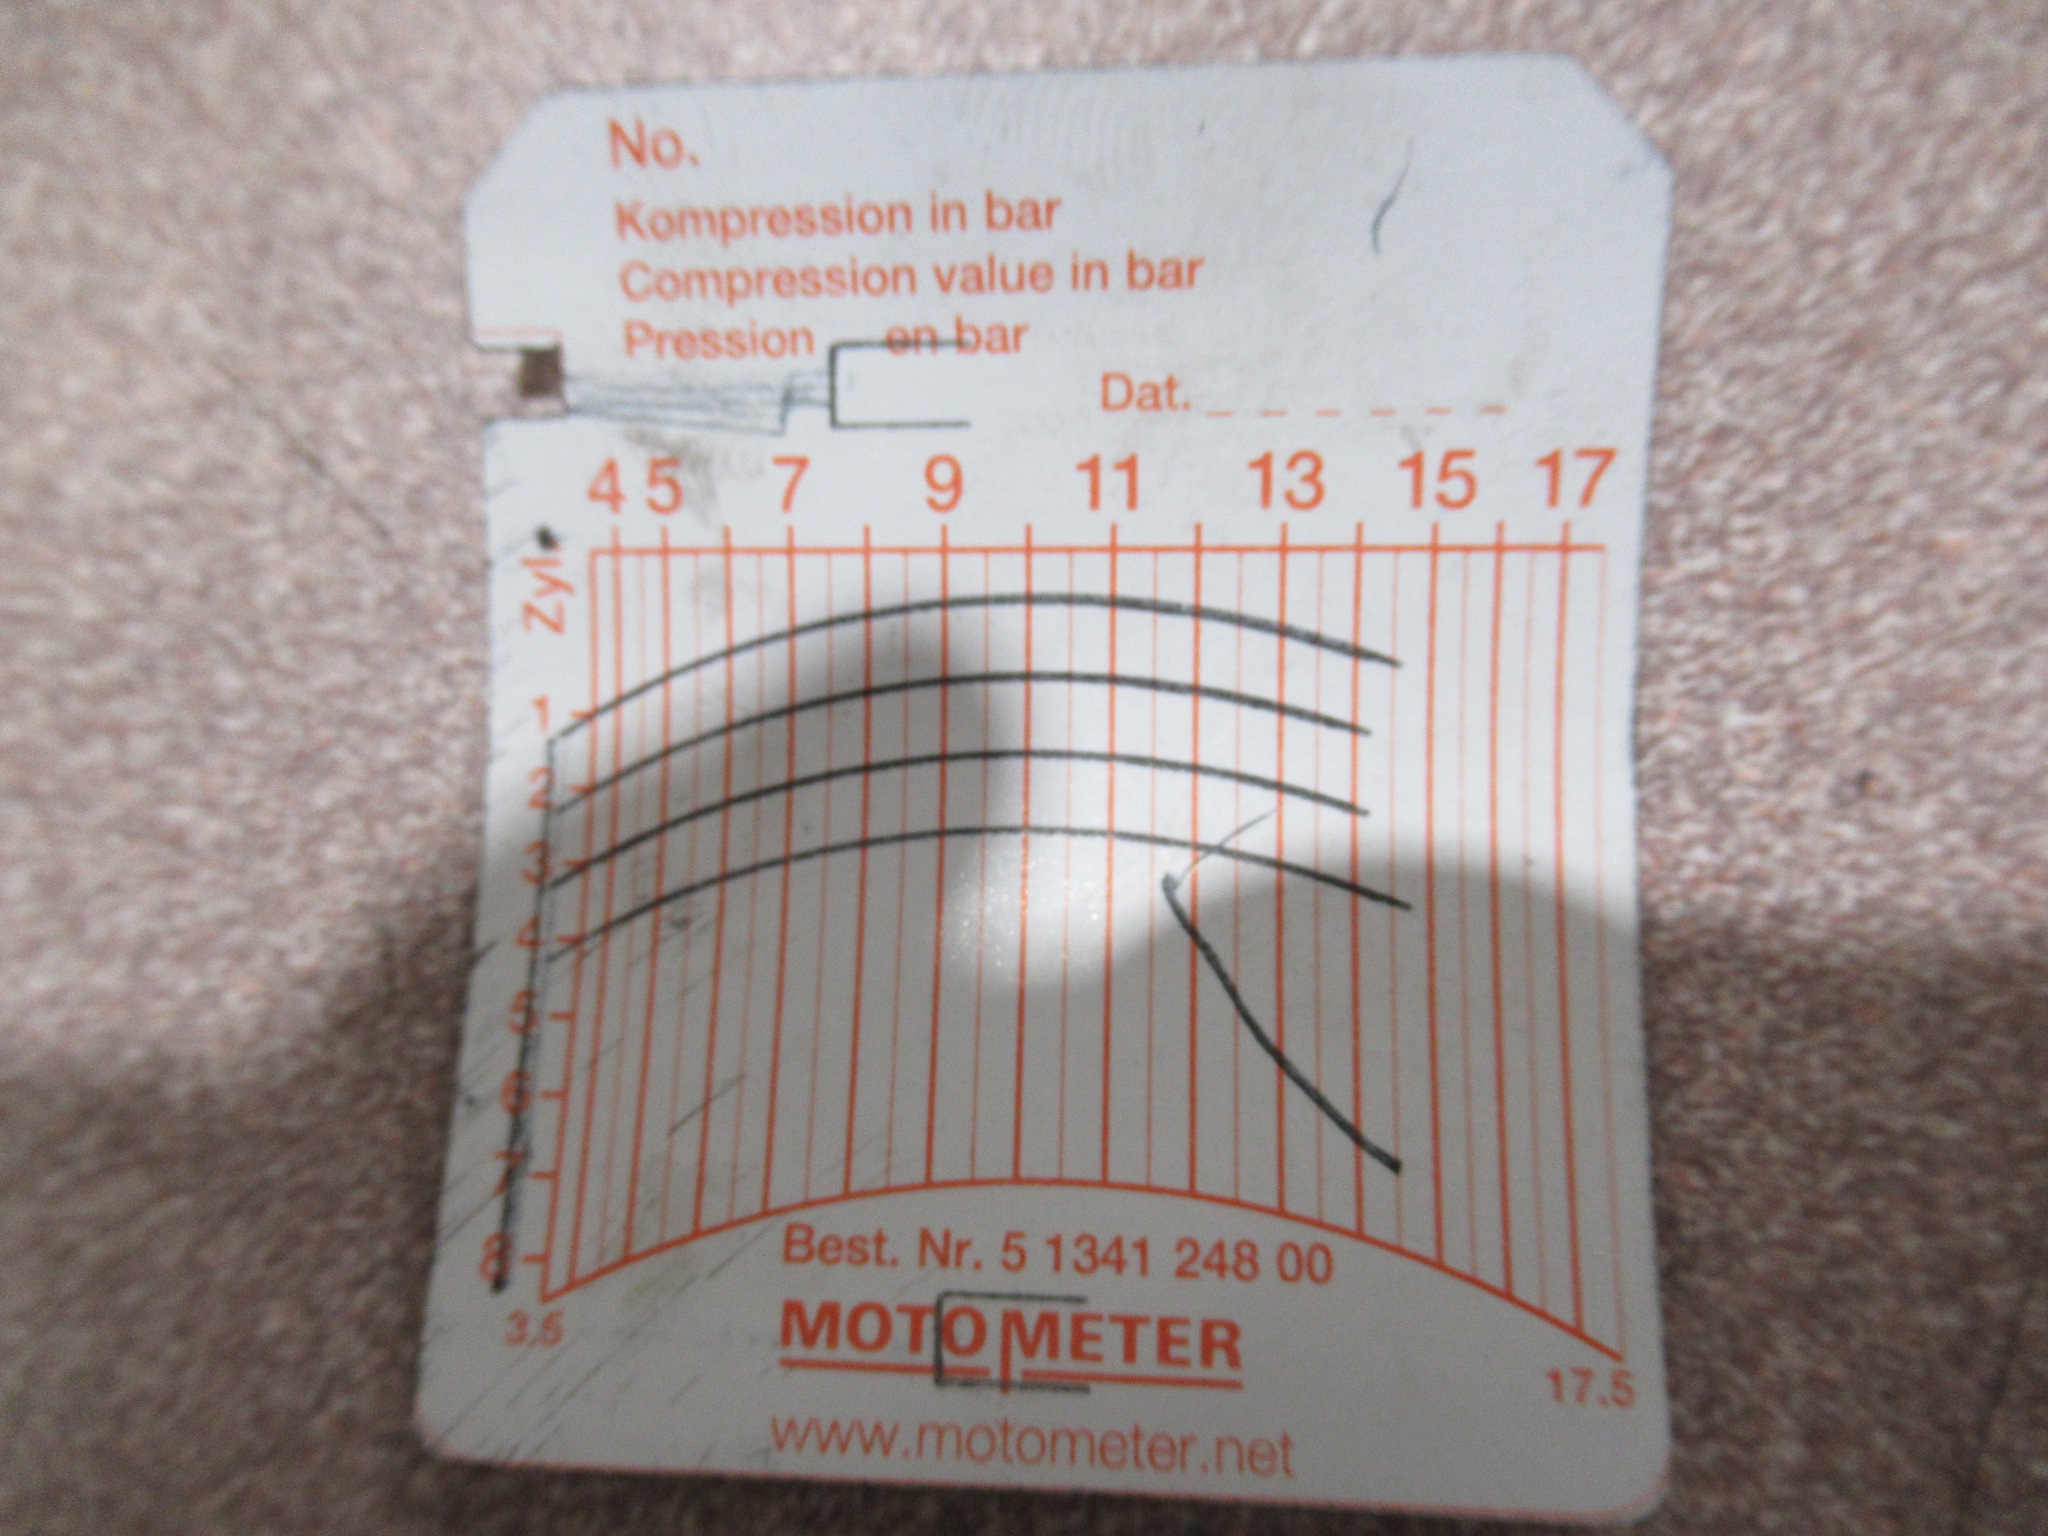 No.
Kompression in bar
Compression value in bar
Pression en bar
Dat.
4 5 7 9 11 13 15 17
Zyl.
1
2
3
4
5
6
7
8
3.5
17.5
Best. Nr. 5 1341 248 00
MOTOMETER
www.motometer.net